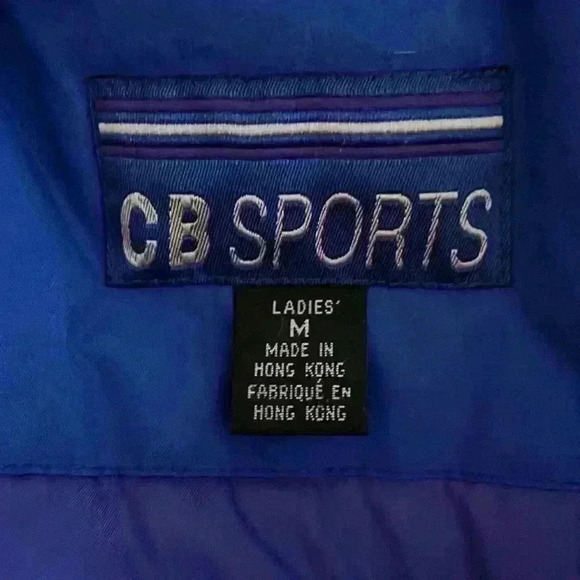 CB SPORTS
LADIES'
M
MADE IN
HONG KONG
FABRIQUÉ EN
HONG KONG